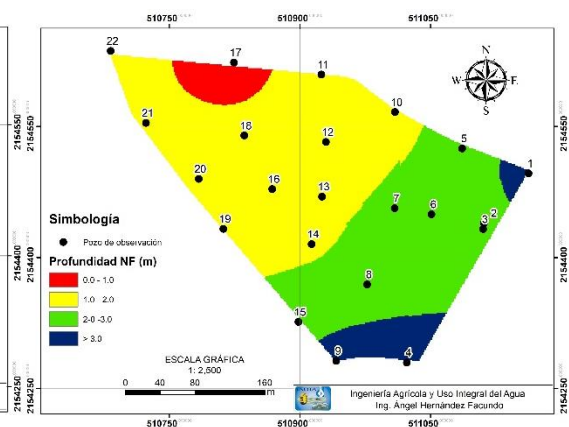 510750 510900 511050
22
17
11
N
W E
S
10
21
18
12
5
1
20
16
13
7
6
2
3
19
14
8
15
9
4
2154550
2154400
2154250
2154550
2154400
2154250
Simbología
Pozo de observación
Profundidad NF (m)
0.0 - 1.0
1.0 2.0
2-0 -3.0
> 3.0
ESCALA GRÁFICA
1: 2,500
0 40 80 160
m
Ingeniería Agrícola y Uso Integral del Agua
Ing. Ángel Hernández Facundo
510750 510900 511050